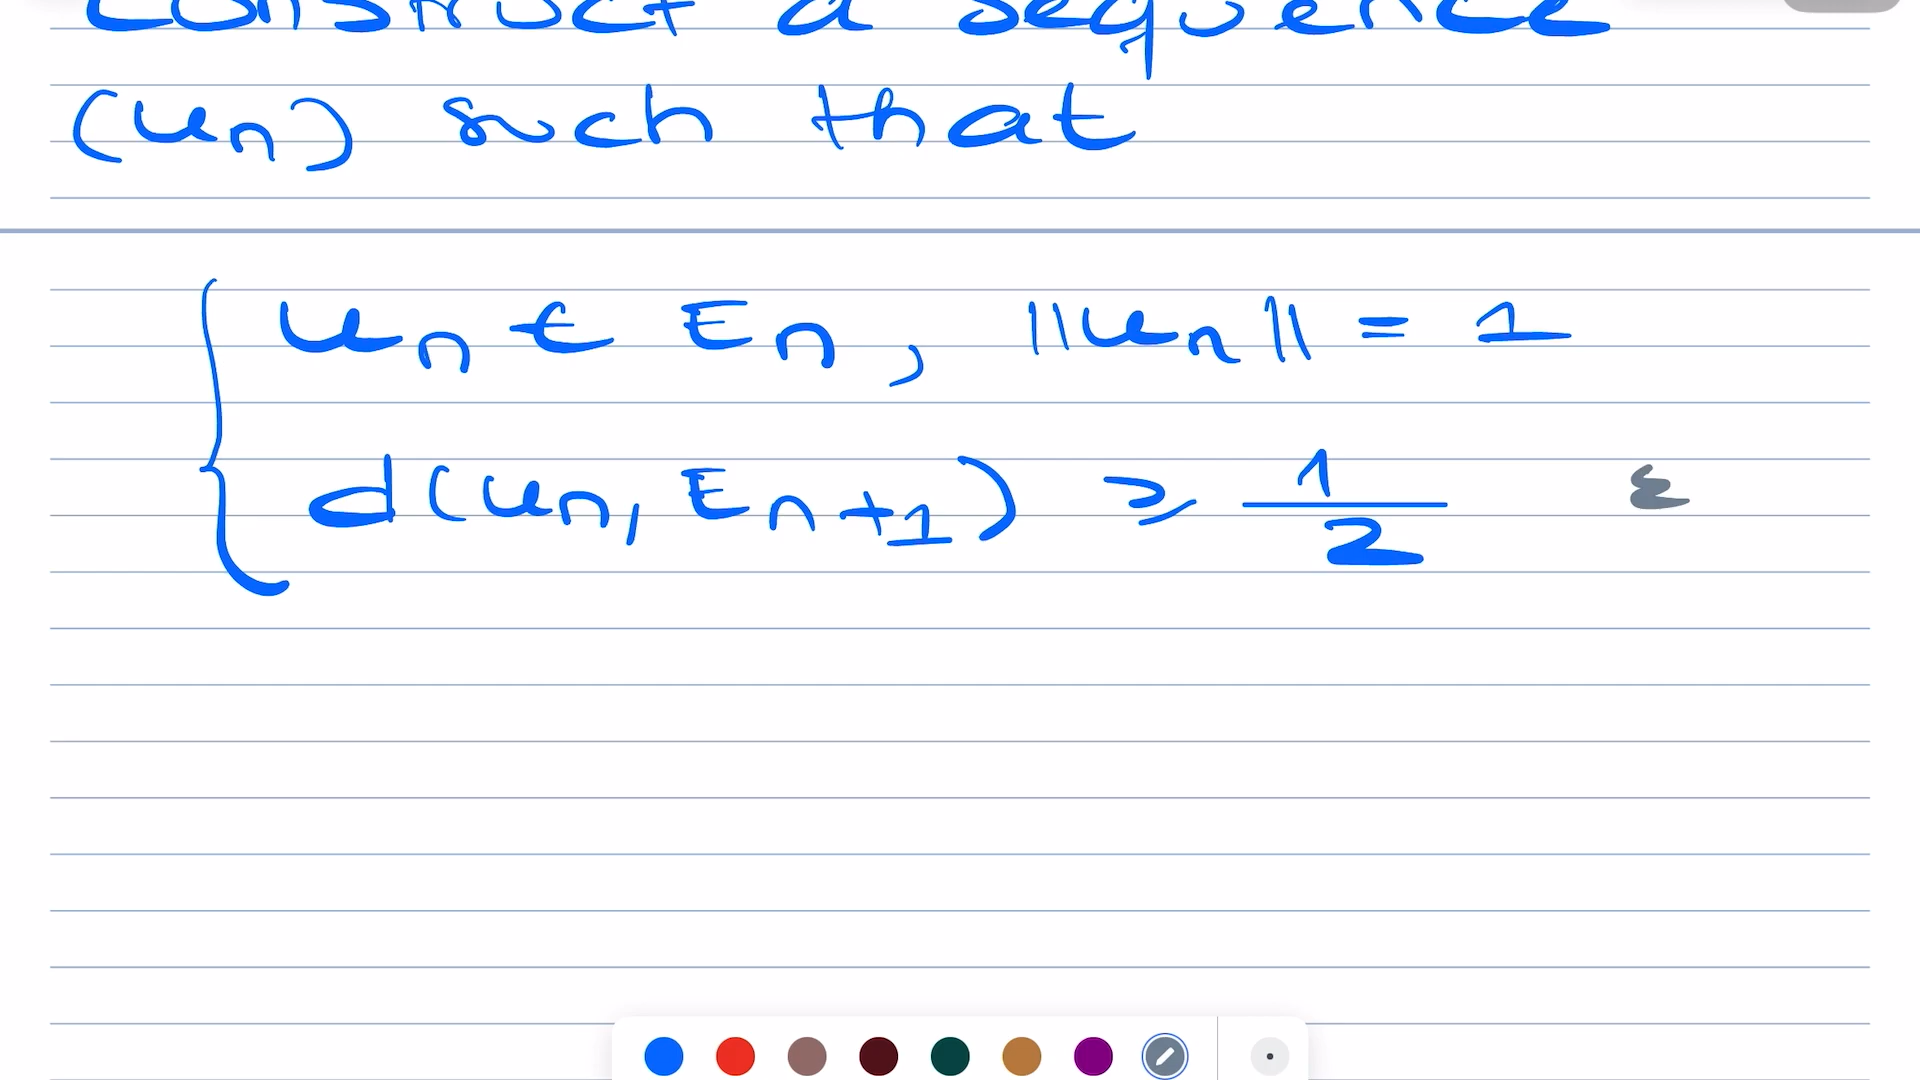 construct a sequence
(uₙ) such that
uₙ ∈ Eₙ, ||uₙ|| = 1
d(uₙ, Eₙ₊₁) ≥ 1/2 ε